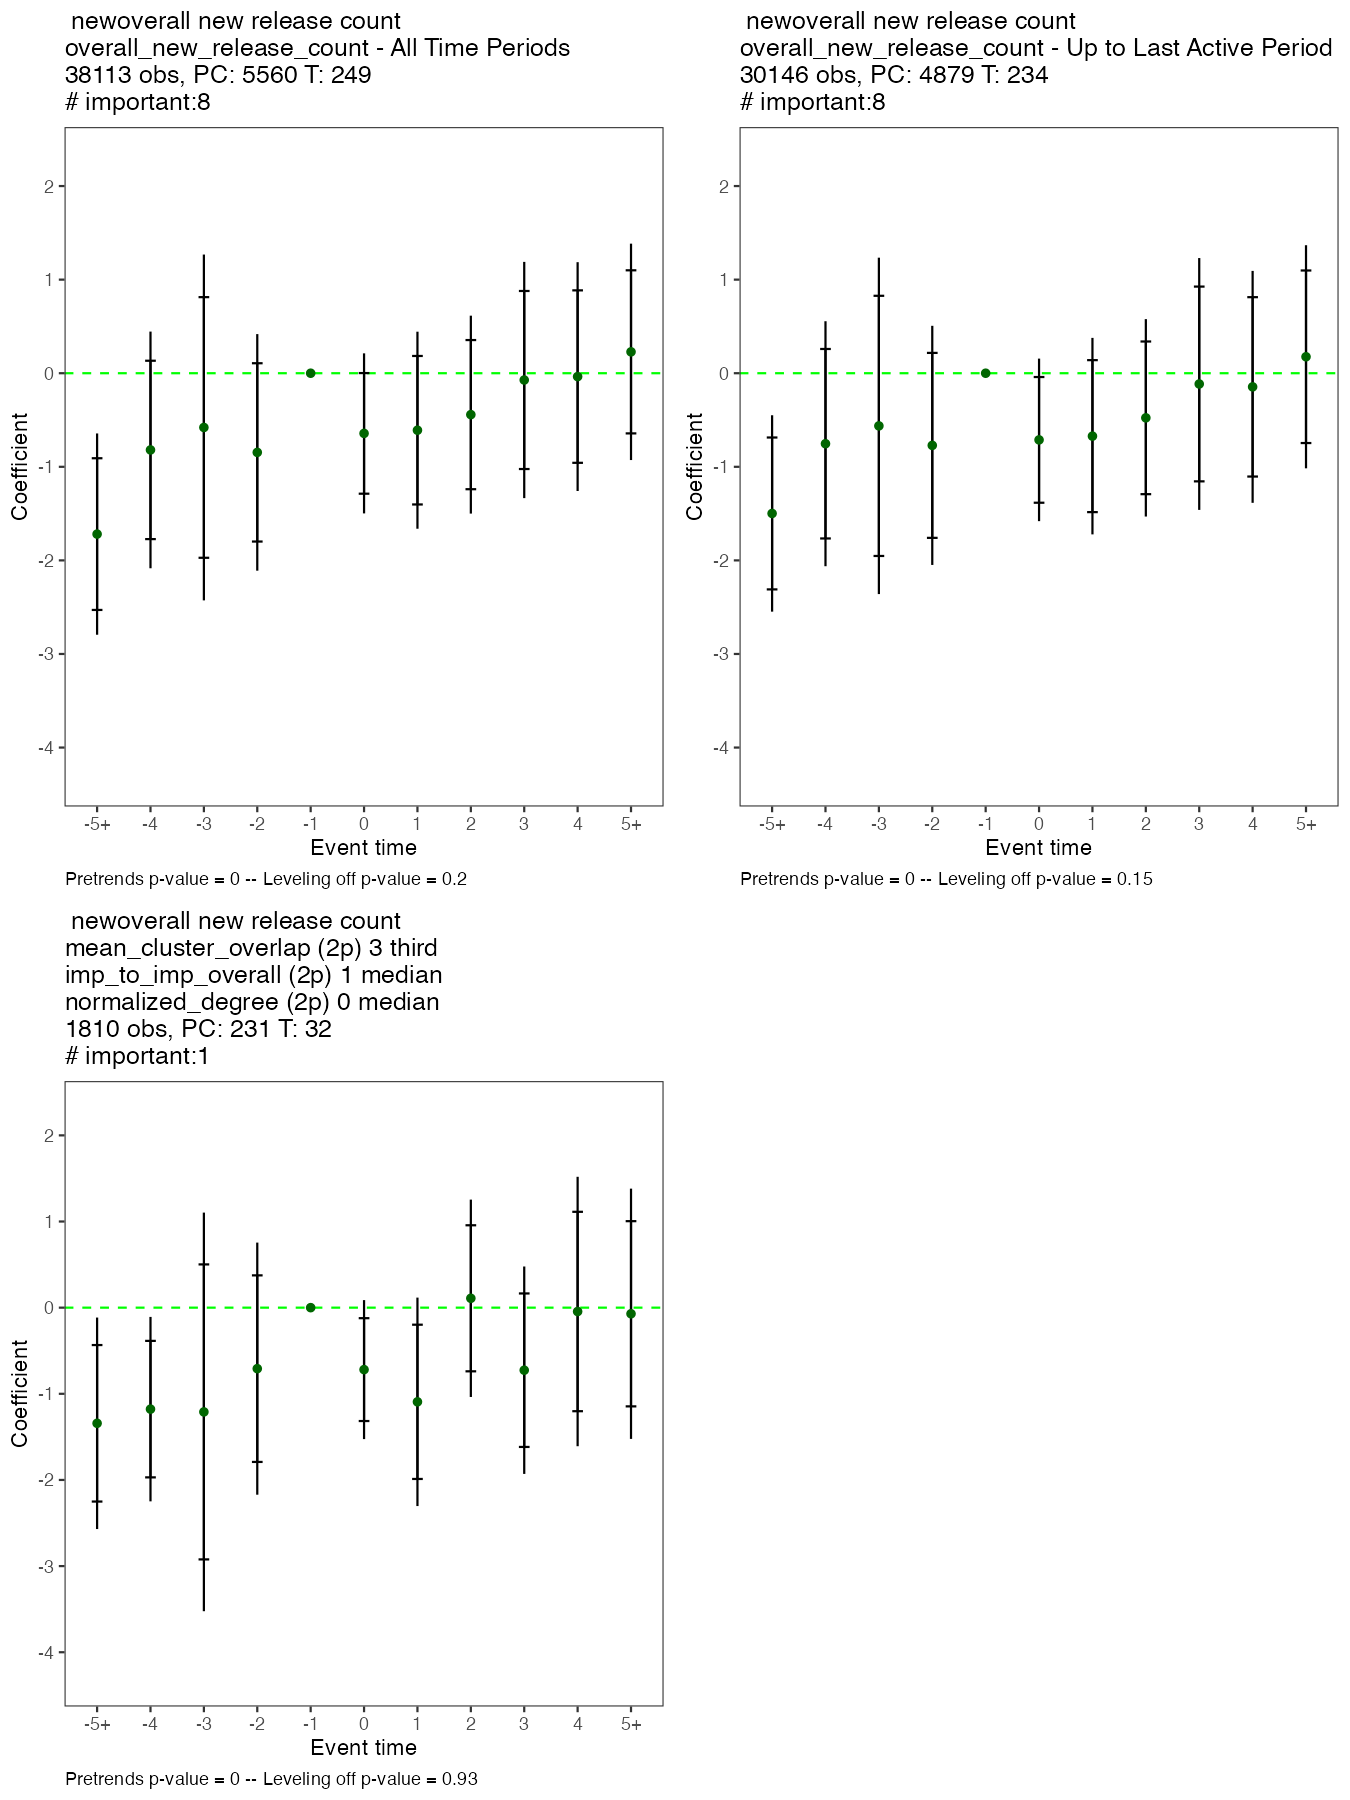 newoverall new release count
overall_new_release_count - All Time Periods
38113 obs, PC: 5560 T: 249
# important:8
2
1
0
-1
-2
-3
-4
Coefficient
-5+ -4 -3 -2 -1 0 1 2 3 4 5+
Event time
Pretrends p-value = 0 -- Leveling off p-value = 0.2
newoverall new release count
overall_new_release_count - Up to Last Active Period
30146 obs, PC: 4879 T: 234
# important:8
2
1
0
-1
-2
-3
-4
Coefficient
-5+ -4 -3 -2 -1 0 1 2 3 4 5+
Event time
Pretrends p-value = 0 -- Leveling off p-value = 0.15
newoverall new release count
mean_cluster_overlap (2p) 3 third
imp_to_imp_overall (2p) 1 median
normalized_degree (2p) 0 median
1810 obs, PC: 231 T: 32
# important:1
2
1
0
-1
-2
-3
-4
Coefficient
-5+ -4 -3 -2 -1 0 1 2 3 4 5+
Event time
Pretrends p-value = 0 -- Leveling off p-value = 0.93